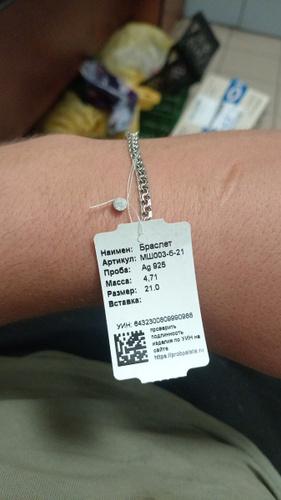 Наимен: Браслет
Артикул: МШ003-б-21
Проба: Ag 925
Масса: 4,71
Размер: 21.0
Вставка:
УИН: 6432300809990968
проверить
подлинность
изделия по УИН на
сайте
https://probpalata.ru